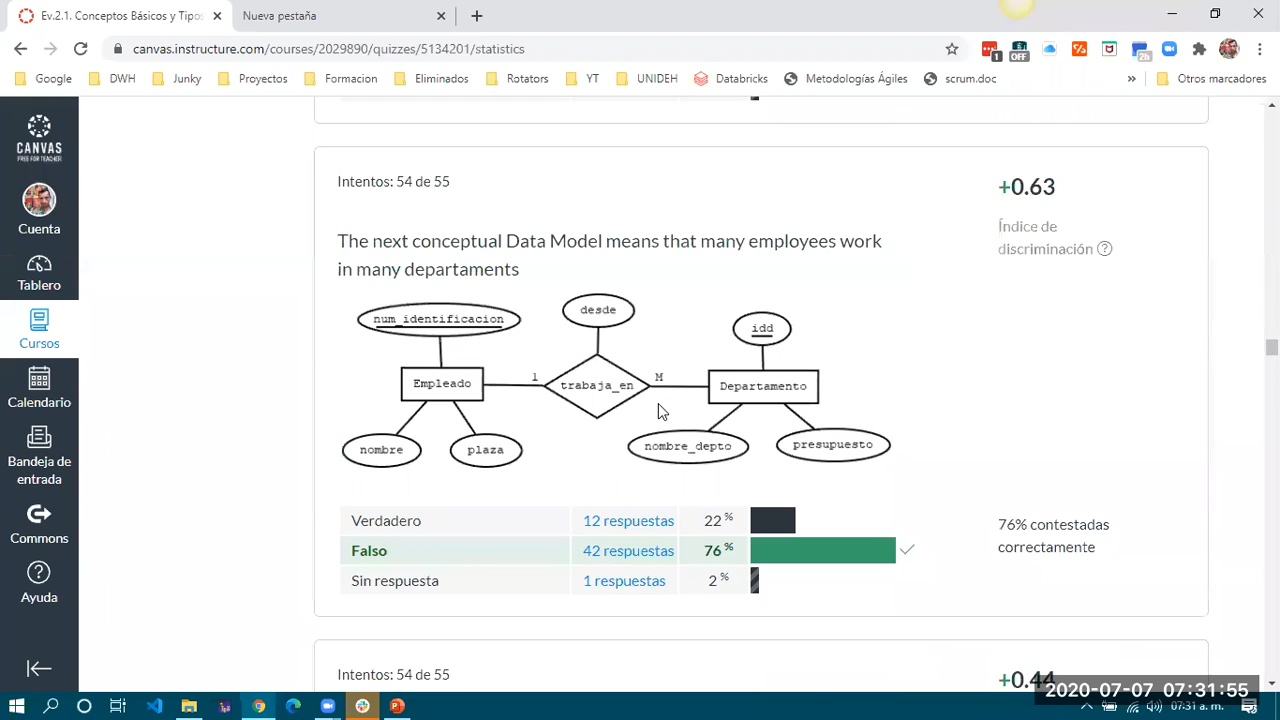 Ev.2.1. Conceptos Básicos y Tipos
Nueva pestaña
canvas.instructure.com/courses/2029890/quizzes/5134201/statistics
1
OFF
2h
Google
DWH
Junky
Proyectos
Formacion
Eliminados
Rotators
YT
UNIDEH
Databricks
Metodologías Ágiles
scrum.doc
»
Otros marcadores
CANVAS
FREE FOR TEACHER
Cuenta
Tablero
Cursos
Calendario
Bandeja de
entrada
Commons
Ayuda
Intentos: 54 de 55
+0.63
Índice de
discriminación ?
The next conceptual Data Model means that many employees work
in many departaments
num_identificacion
desde
idd
Empleado
1
trabaja_en
M
Departamento
nombre
plaza
nombre_depto
presupuesto
Verdadero 12 respuestas 22 %
Falso 42 respuestas 76 %
Sin respuesta 1 respuestas 2 %
76% contestadas
correctamente
Intentos: 54 de 55
+0.44
2020-07-07 07:31:55
07:31 a. m.